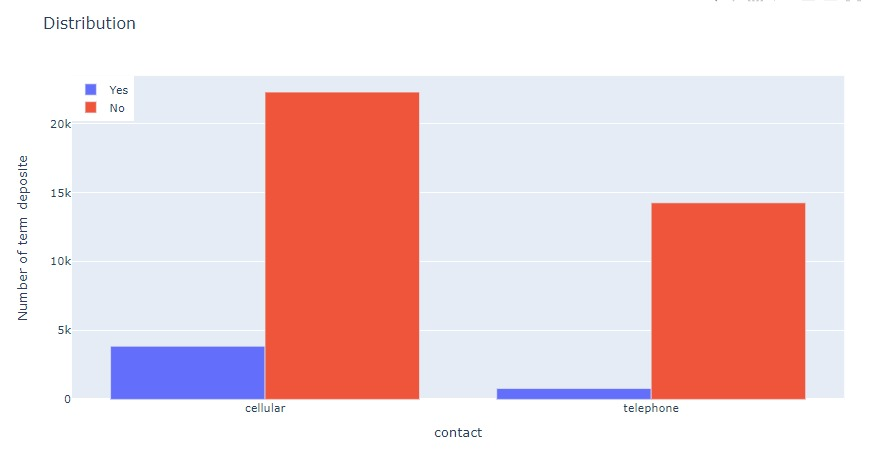 Distribution
Yes
No
Number of term deposite
20k
15k
10k
5k
0
cellular
telephone
contact